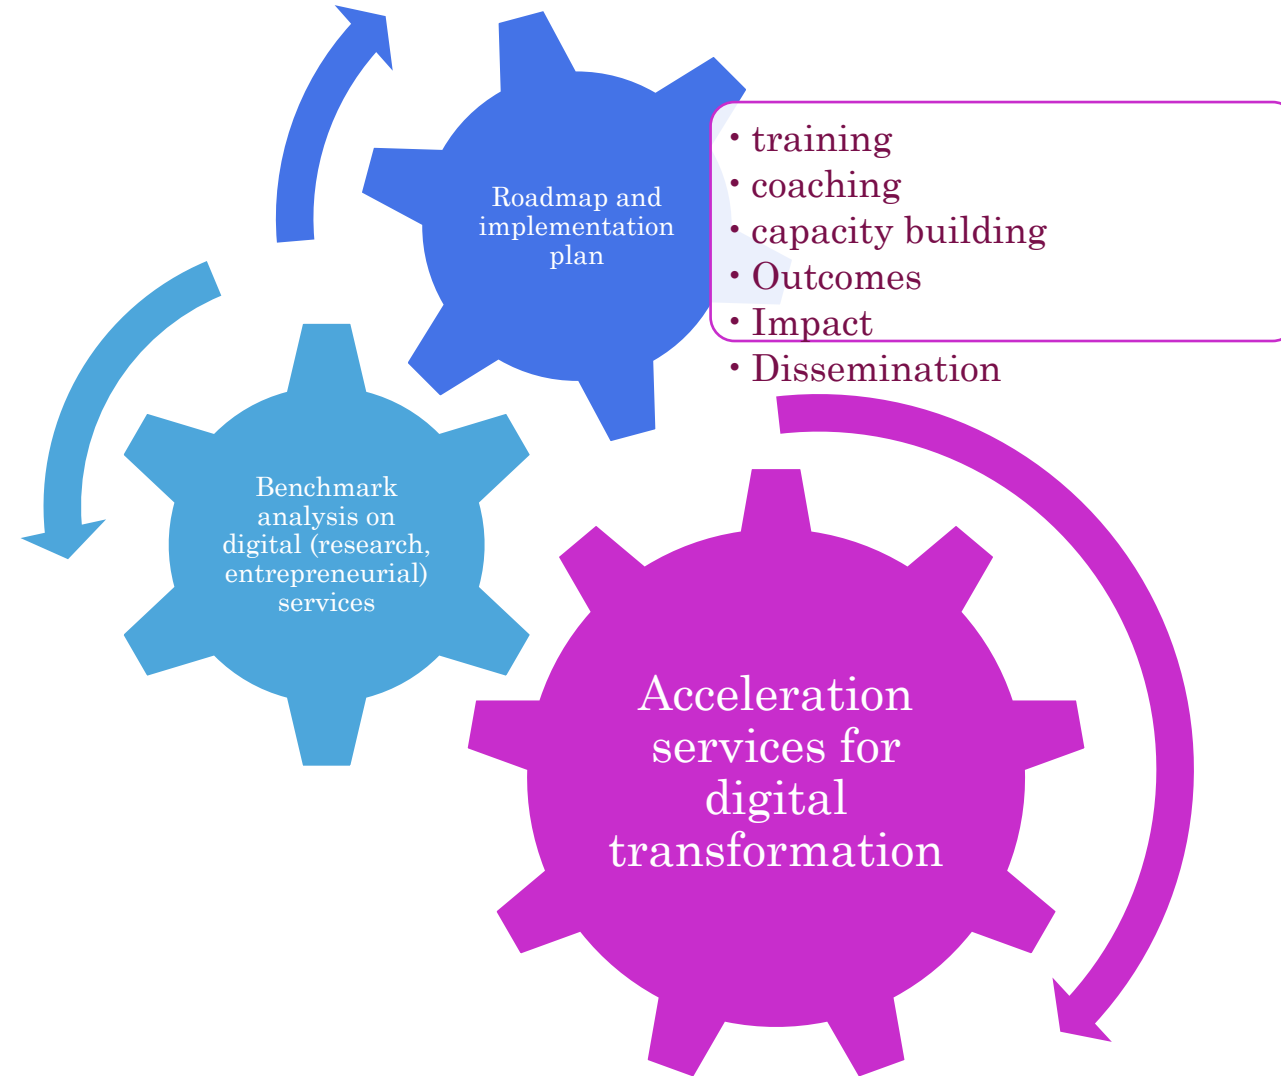 Roadmap and
implementation
plan
• training
• coaching
• capacity building
• Outcomes
• Impact
• Dissemination
Benchmark
analysis on
digital (research,
entrepreneurial)
services
Acceleration
services for
digital
transformation